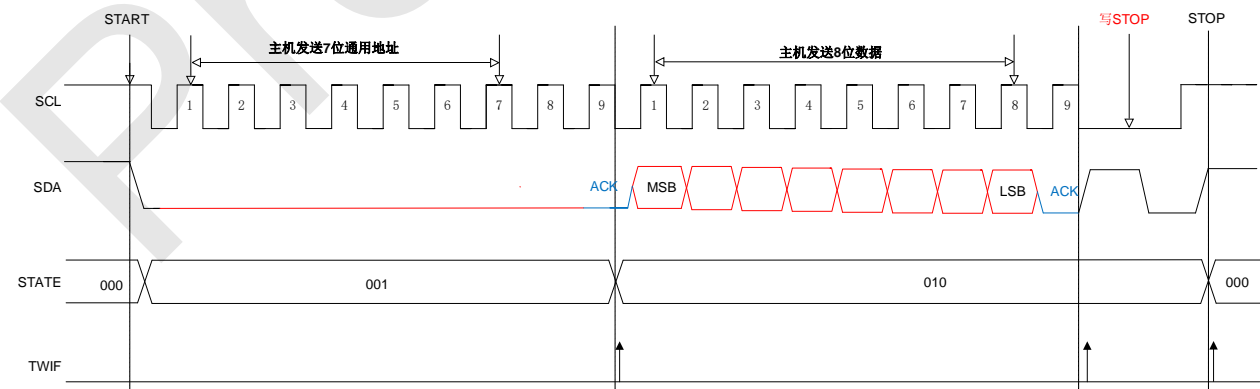 START 写STOP STOP
主机发送7位通用地址 主机发送8位数据
SCL 1 2 3 4 5 6 7 8 9 1 2 3 4 5 6 7 8 9
SDA ACK MSB LSB ACK
STATE 000 001 010 000
TWIF